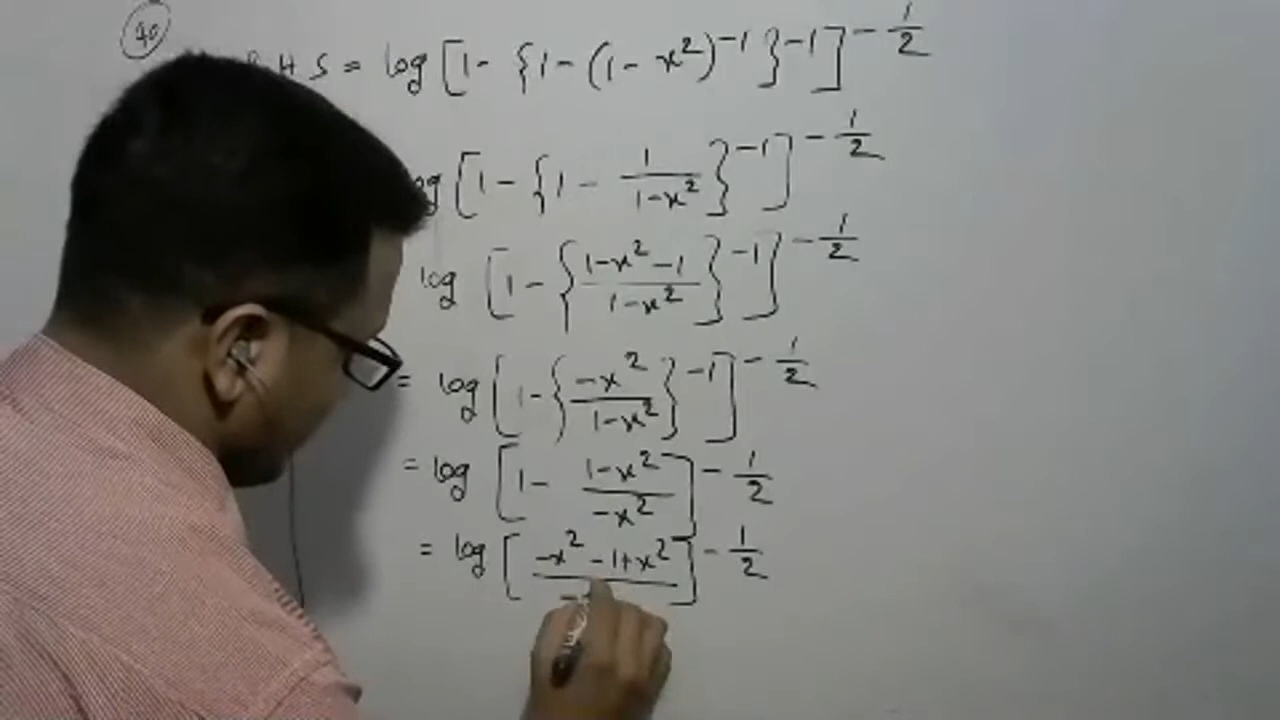 40
RHS = log [1 - {1 - (1 - x²)⁻¹}⁻¹]^(-1/2)
log [1 - {1 - 1/(1-x²)}⁻¹]^(-1/2)
log [1 - {(1-x²-1)/(1-x²)}⁻¹]^(-1/2)
= log [1 - {-x²/(1-x²)}⁻¹]^(-1/2)
= log [1 - (1-x²)/(-x²)]^(-1/2)
= log [(-x²-1+x²)/-]^(-1/2)